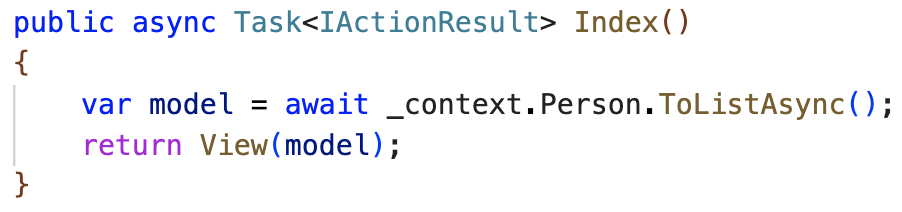 public async Task<IActionResult> Index()
{
    var model = await _context.Person.ToListAsync();
    return View(model);
}